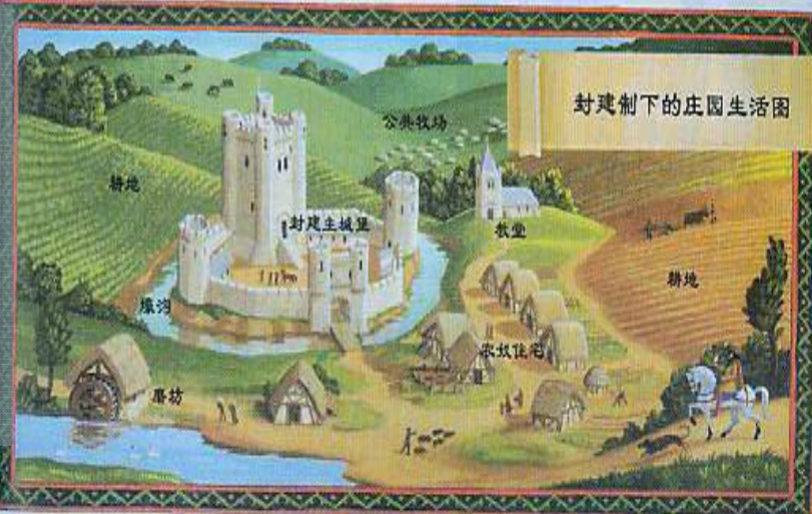 封建制下的庄园生活图
公共牧场
耕地
封建主城堡
教堂
耕地
壕沟
农奴住宅
磨坊